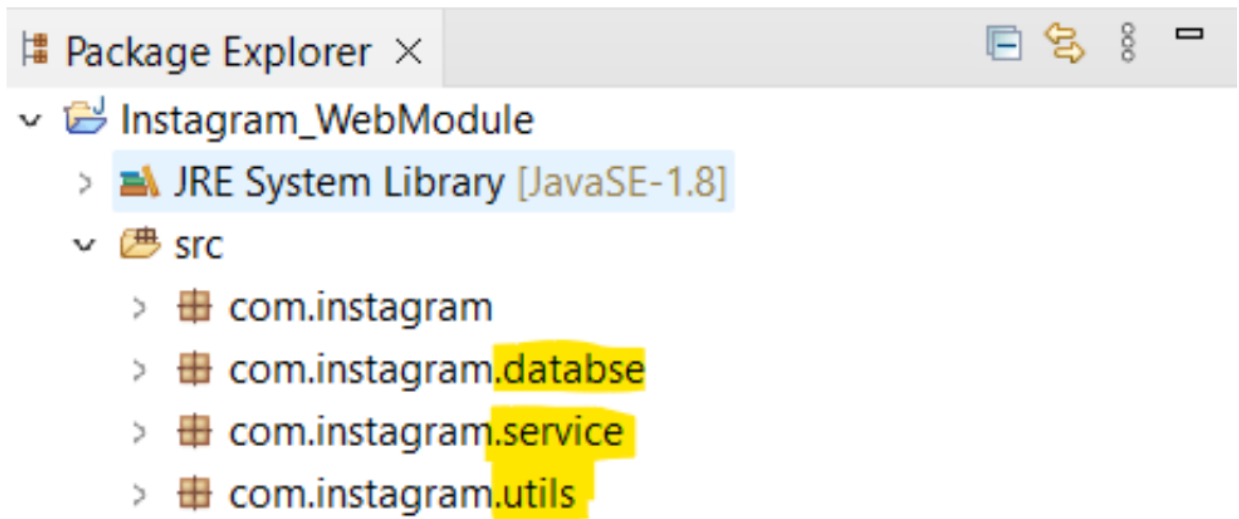 Package Explorer
Instagram_WebModule
JRE System Library [JavaSE-1.8]
src
com.instagram
com.instagram.databse
com.instagram.service
com.instagram.utils